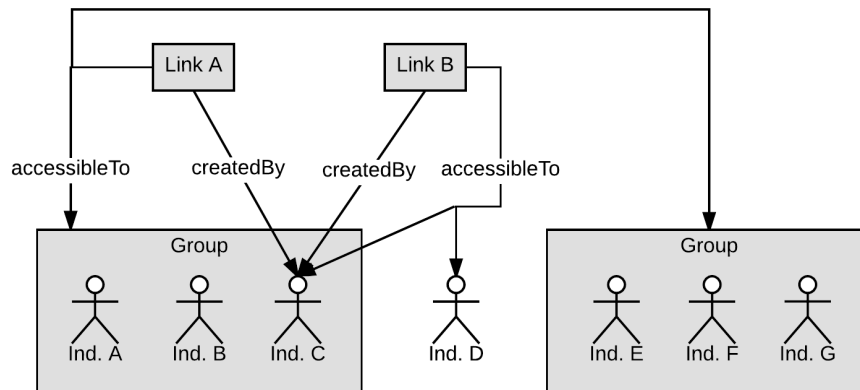 Link A
Link B
accessibleTo
createdBy
createdBy
accessibleTo
Group
Group
Ind. A
Ind. B
Ind. C
Ind. D
Ind. E
Ind. F
Ind. G